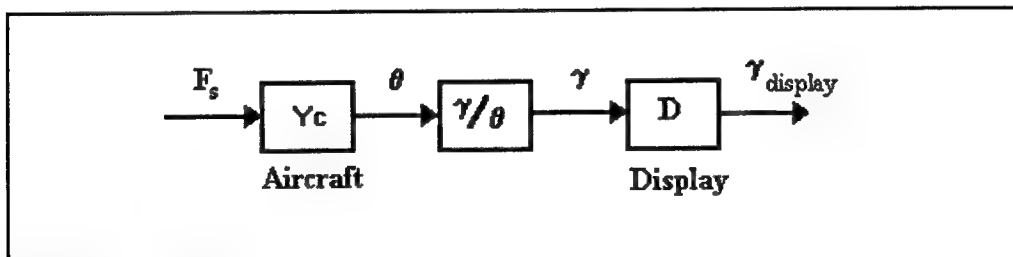 F_s θ γ γ_display
Yc γ/θ D
Aircraft Display